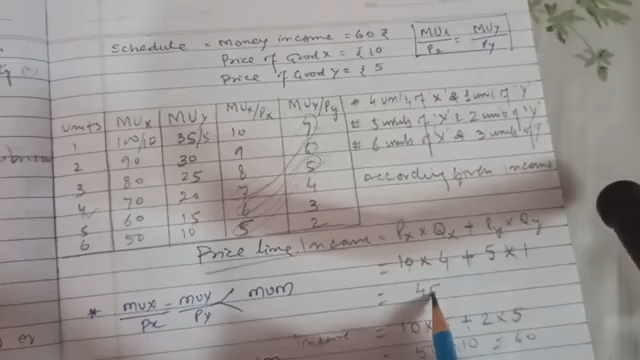 Schedule = Money income = 60 ₹
Price of Good x = ₹ 10
Price of Good y = ₹ 5
MUx/Px = MUy/Py
units MUx MUy MUx/Px MUy/Py
1 100/10 35/5 10 7
2 90 30 9 6
3 80 25 8 5
4 70 20 7 4
5 60 15 6 3
6 50 10 5 2
# 4 units of 'X' & 1 unit of 'Y'
# 5 units of 'X' & 2 units of 'Y'
# 6 units of 'X' & 3 units of 'Y'
according given income
Price line. Income = Px × Qx + Py × Qy
= 10 × 4 + 5 × 1
= 45
* MUx/Px = MUy/Py MUM
income = 10 × + 2 × 5
10 = 60
or